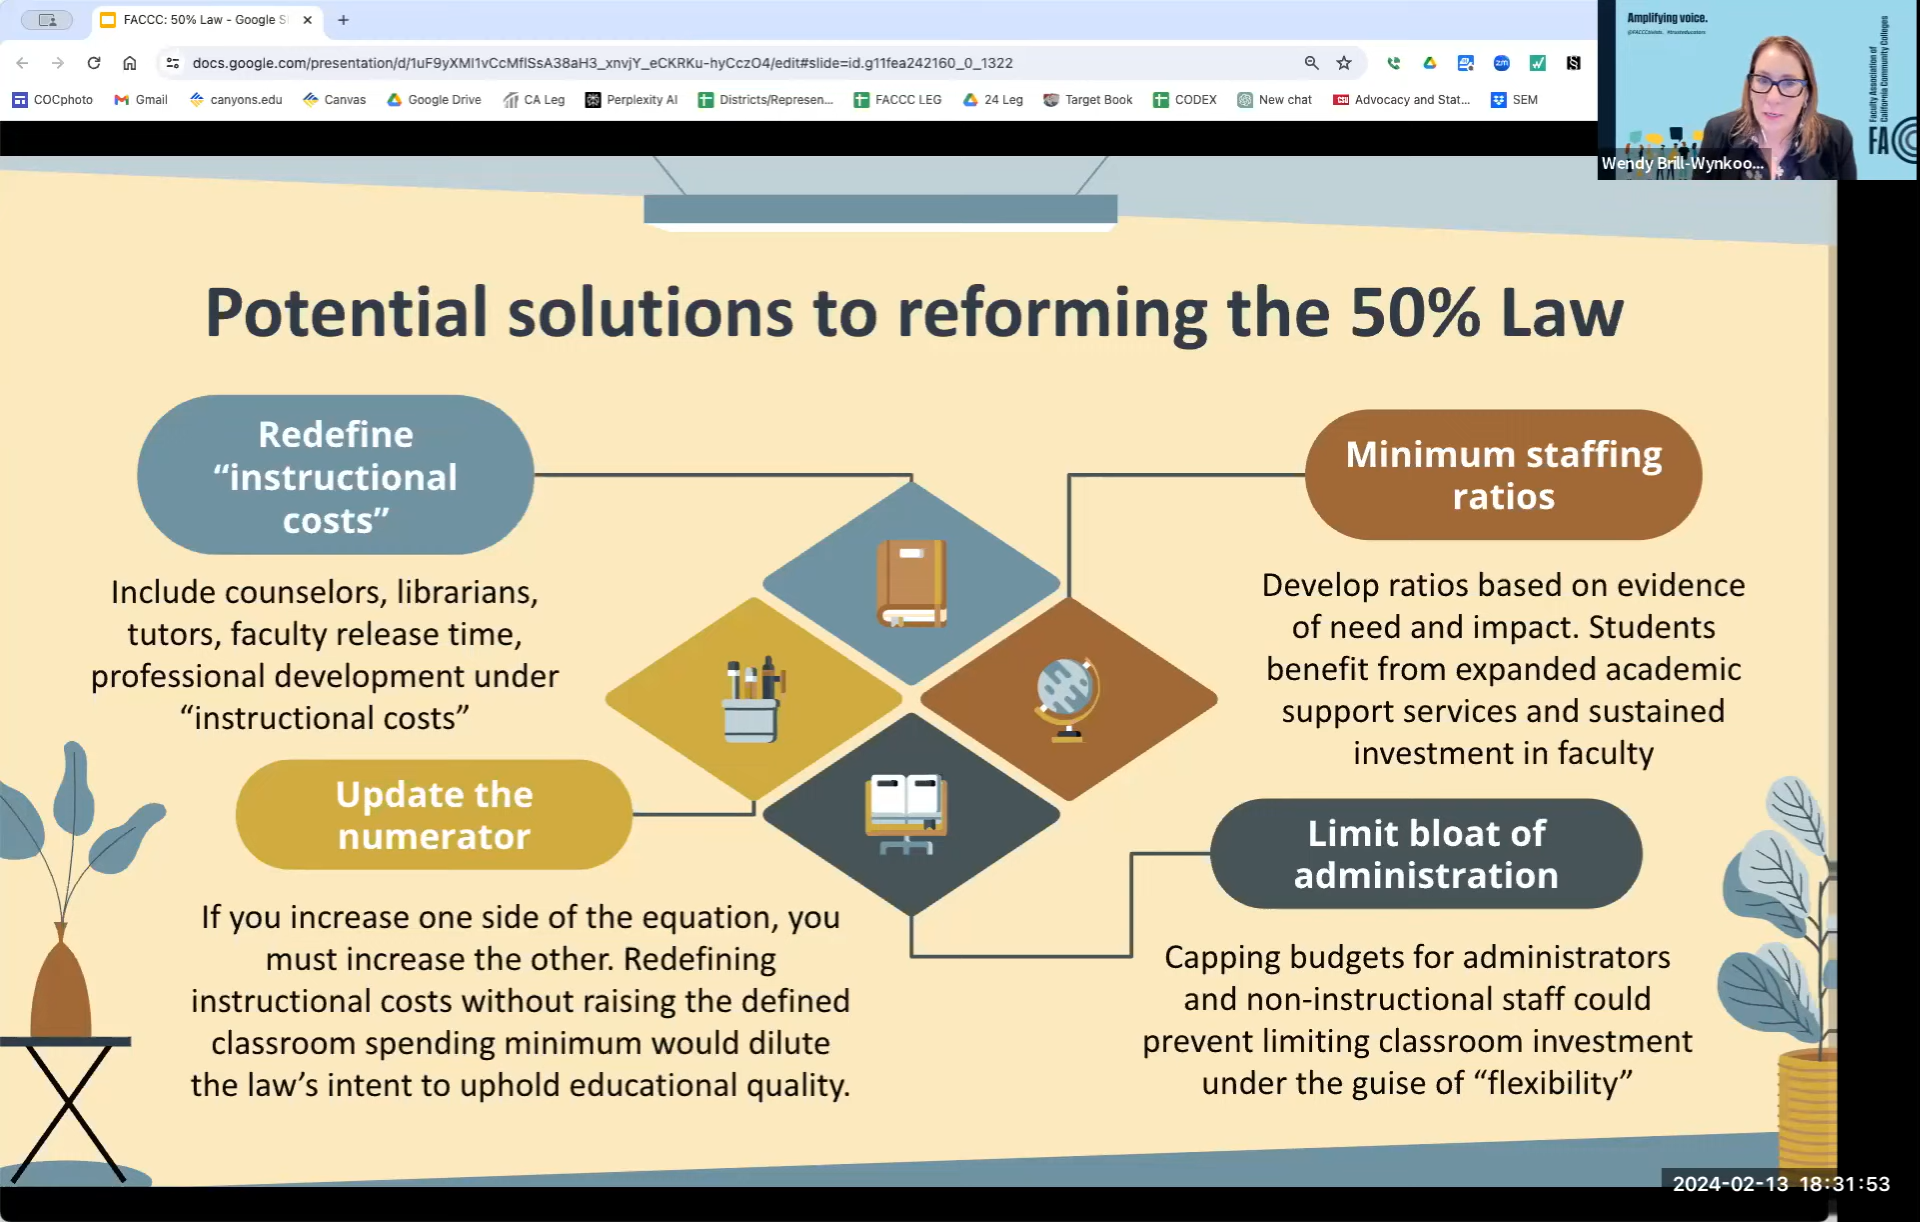 FACCC: 50% Law - Google S
docs.google.com/presentation/d/1uF9yXMI1vCcMfISsA38aH3_xnvjY_eCKRKu-hyCczO4/edit#slide=id.g11fea242160_0_1322
COCphoto Gmail canyons.edu Canvas Google Drive CA Leg Perplexity AI Districts/Represen... FACCC LEG 24 Leg Target Book CODEX New chat Advocacy and Stat... SEM
Amplifying voice.
Faculty Association of
California Community Colleges
FAC
Wendy Brill-Wynkoo...
Potential solutions to reforming the 50% Law
Redefine
“instructional
costs”
Include counselors, librarians,
tutors, faculty release time,
professional development under
“instructional costs”
Update the
numerator
If you increase one side of the equation, you
must increase the other. Redefining
instructional costs without raising the defined
classroom spending minimum would dilute
the law’s intent to uphold educational quality.
Minimum staffing
ratios
Develop ratios based on evidence
of need and impact. Students
benefit from expanded academic
support services and sustained
investment in faculty
Limit bloat of
administration
Capping budgets for administrators
and non-instructional staff could
prevent limiting classroom investment
under the guise of “flexibility”
2024-02-13 18:31:53